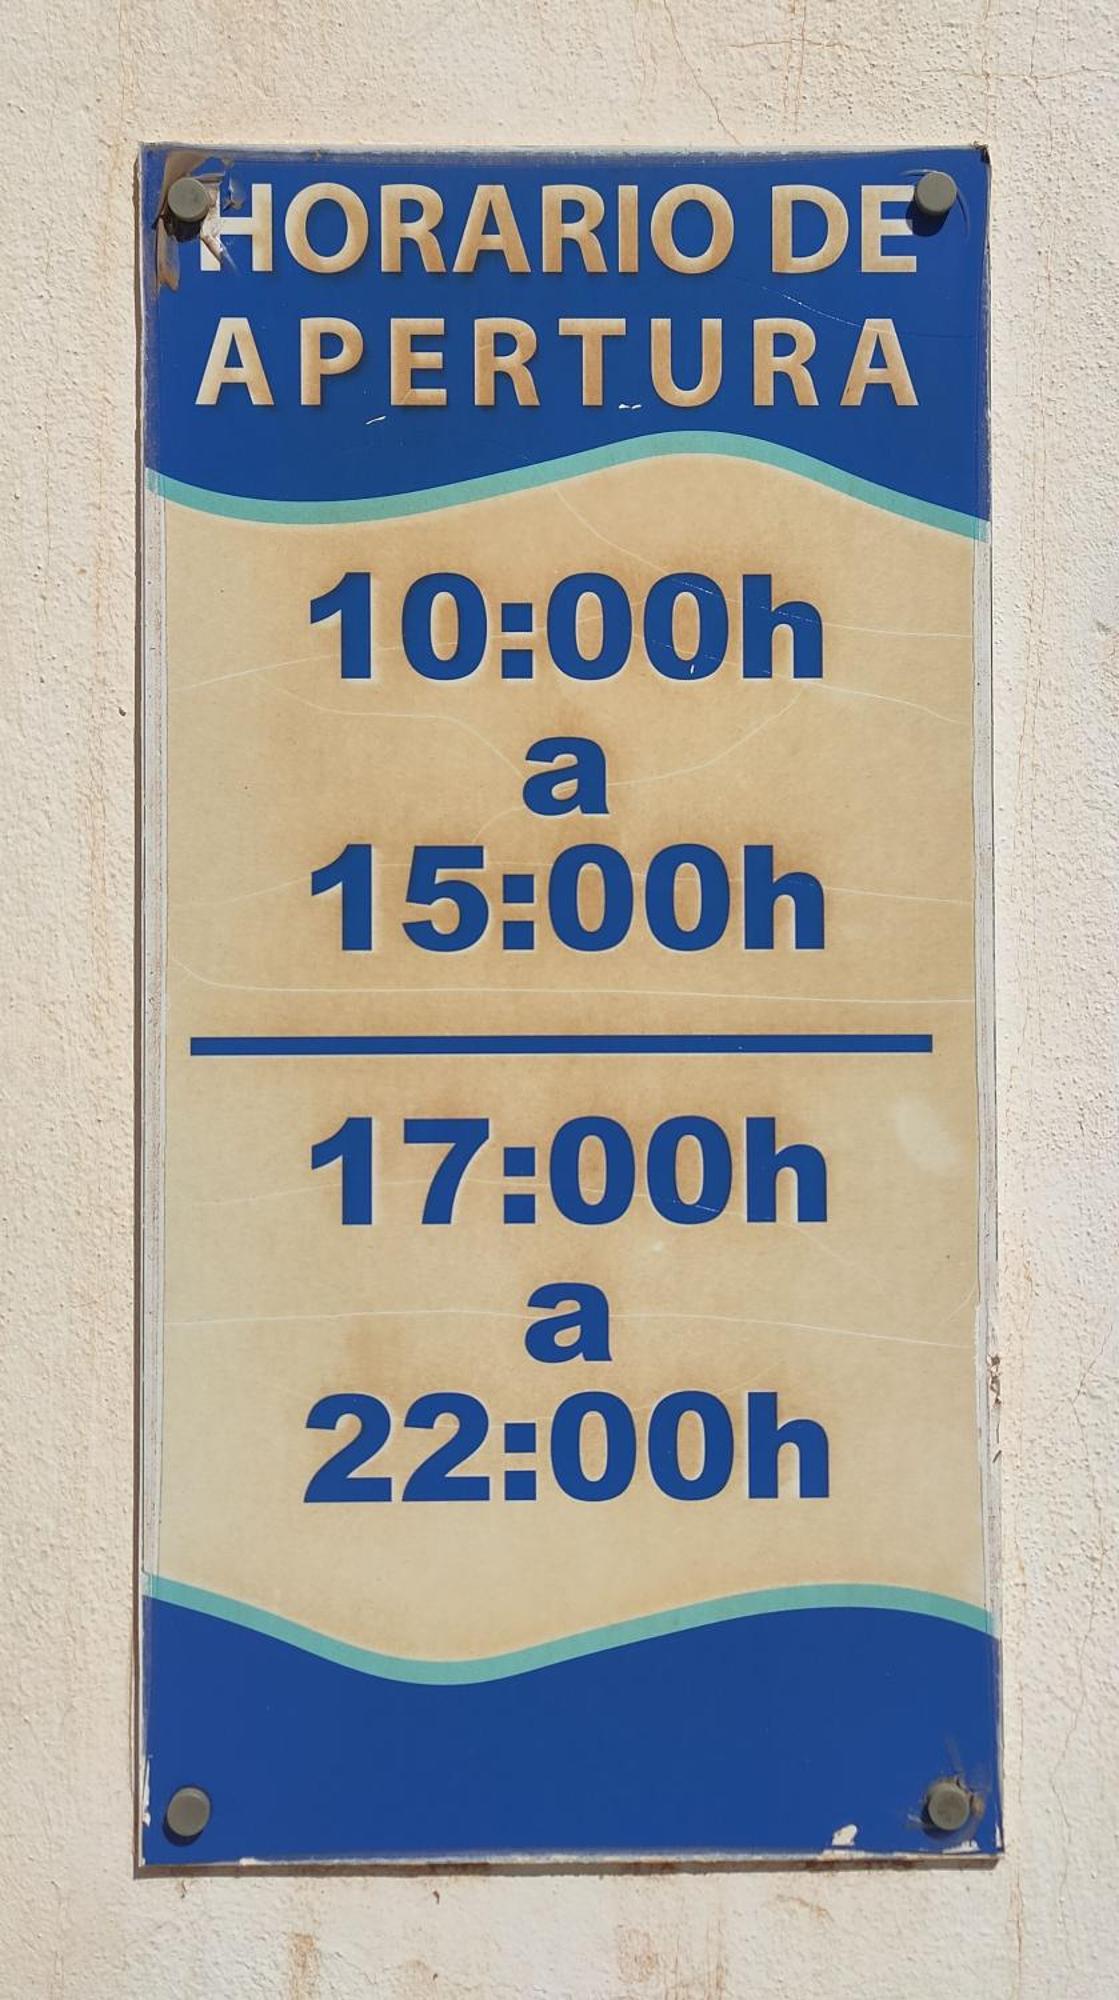 HORARIO DE
APERTURA
10:00h
a
15:00h
17:00h
a
22:00h